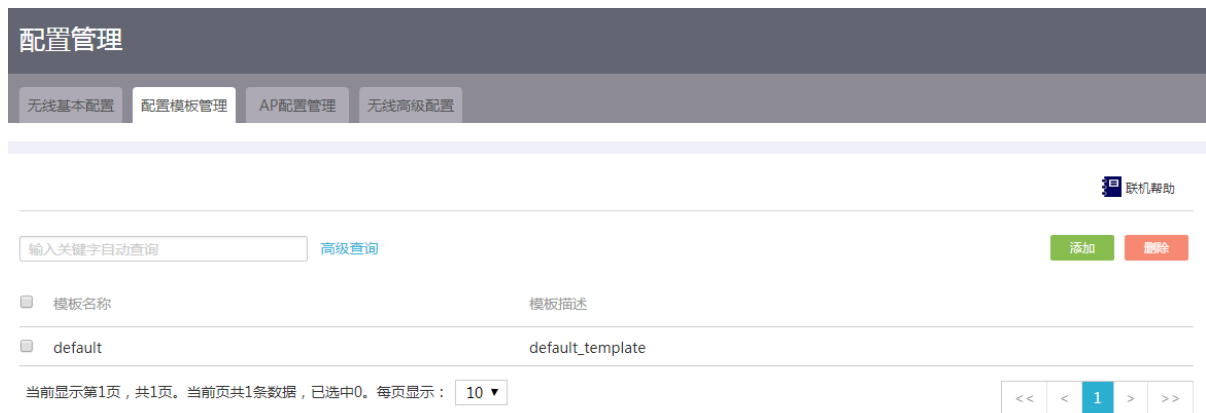 配置管理
无线基本配置 配置模板管理 AP配置管理 无线高级配置
联机帮助
输入关键字自动查询 高级查询 添加 删除
模板名称 模板描述
default default_template
当前显示第1页，共1页。当前页共1条数据，已选中0。每页显示： 10 ▼
<< < 1 > >>